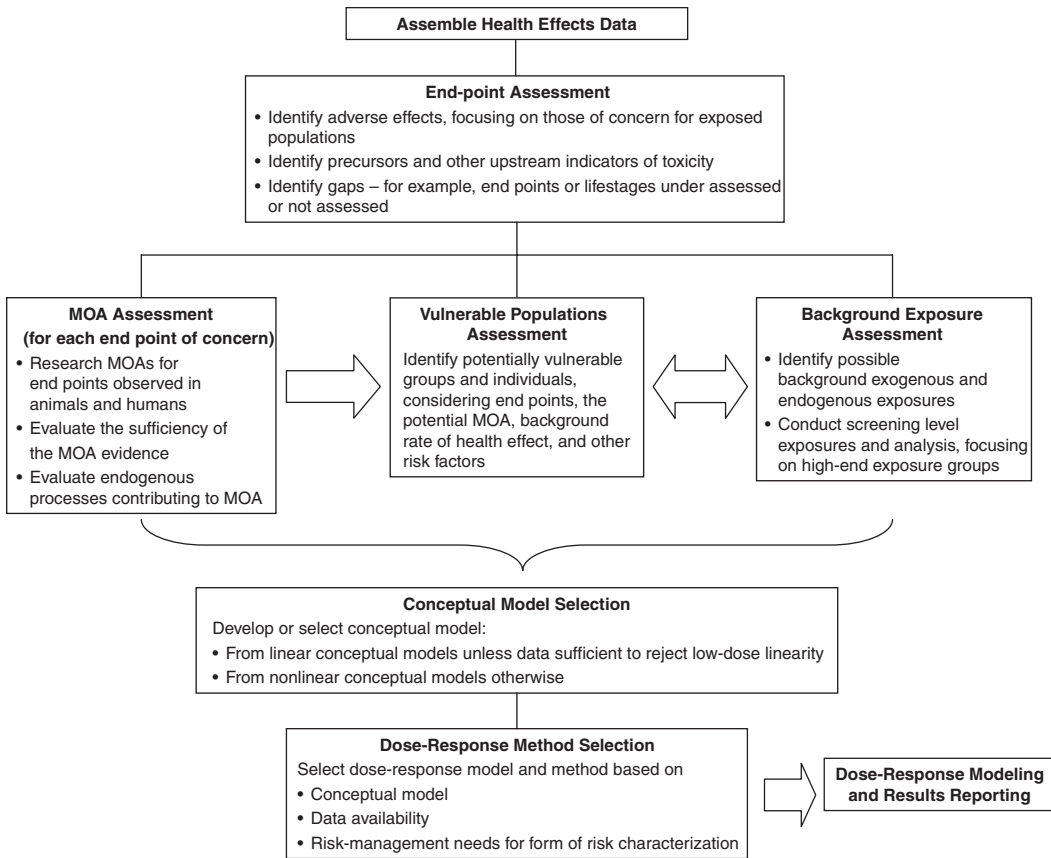 Assemble Health Effects Data
End-point Assessment
• Identify adverse effects, focusing on those of concern for exposed
populations
• Identify precursors and other upstream indicators of toxicity
• Identify gaps – for example, end points or lifestages under assessed
or not assessed
MOA Assessment
(for each end point of concern)
• Research MOAs for
end points observed in
animals and humans
• Evaluate the sufficiency of
the MOA evidence
• Evaluate endogenous
processes contributing to MOA
Vulnerable Populations
Assessment
Identify potentially vulnerable
groups and individuals,
considering end points, the
potential MOA, background
rate of health effect, and other
risk factors
Background Exposure
Assessment
• Identify possible
background exogenous and
endogenous exposures
• Conduct screening level
exposures and analysis, focusing
on high-end exposure groups
Conceptual Model Selection
Develop or select conceptual model:
• From linear conceptual models unless data sufficient to reject low-dose linearity
• From nonlinear conceptual models otherwise
Dose-Response Method Selection
Select dose-response model and method based on
• Conceptual model
• Data availability
• Risk-management needs for form of risk characterization
Dose-Response Modeling
and Results Reporting